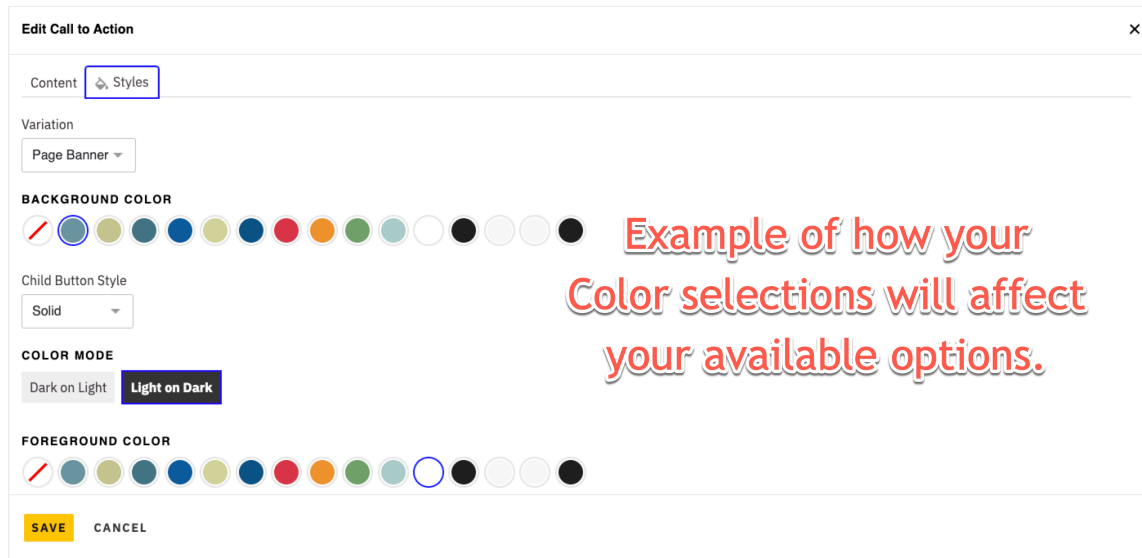 Edit Call to Action
Content
Styles
Variation
Page Banner
BACKGROUND COLOR
Example of how your
Color selections will affect
your available options.
Child Button Style
Solid
COLOR MODE
Dark on Light
Light on Dark
FOREGROUND COLOR
SAVE
CANCEL